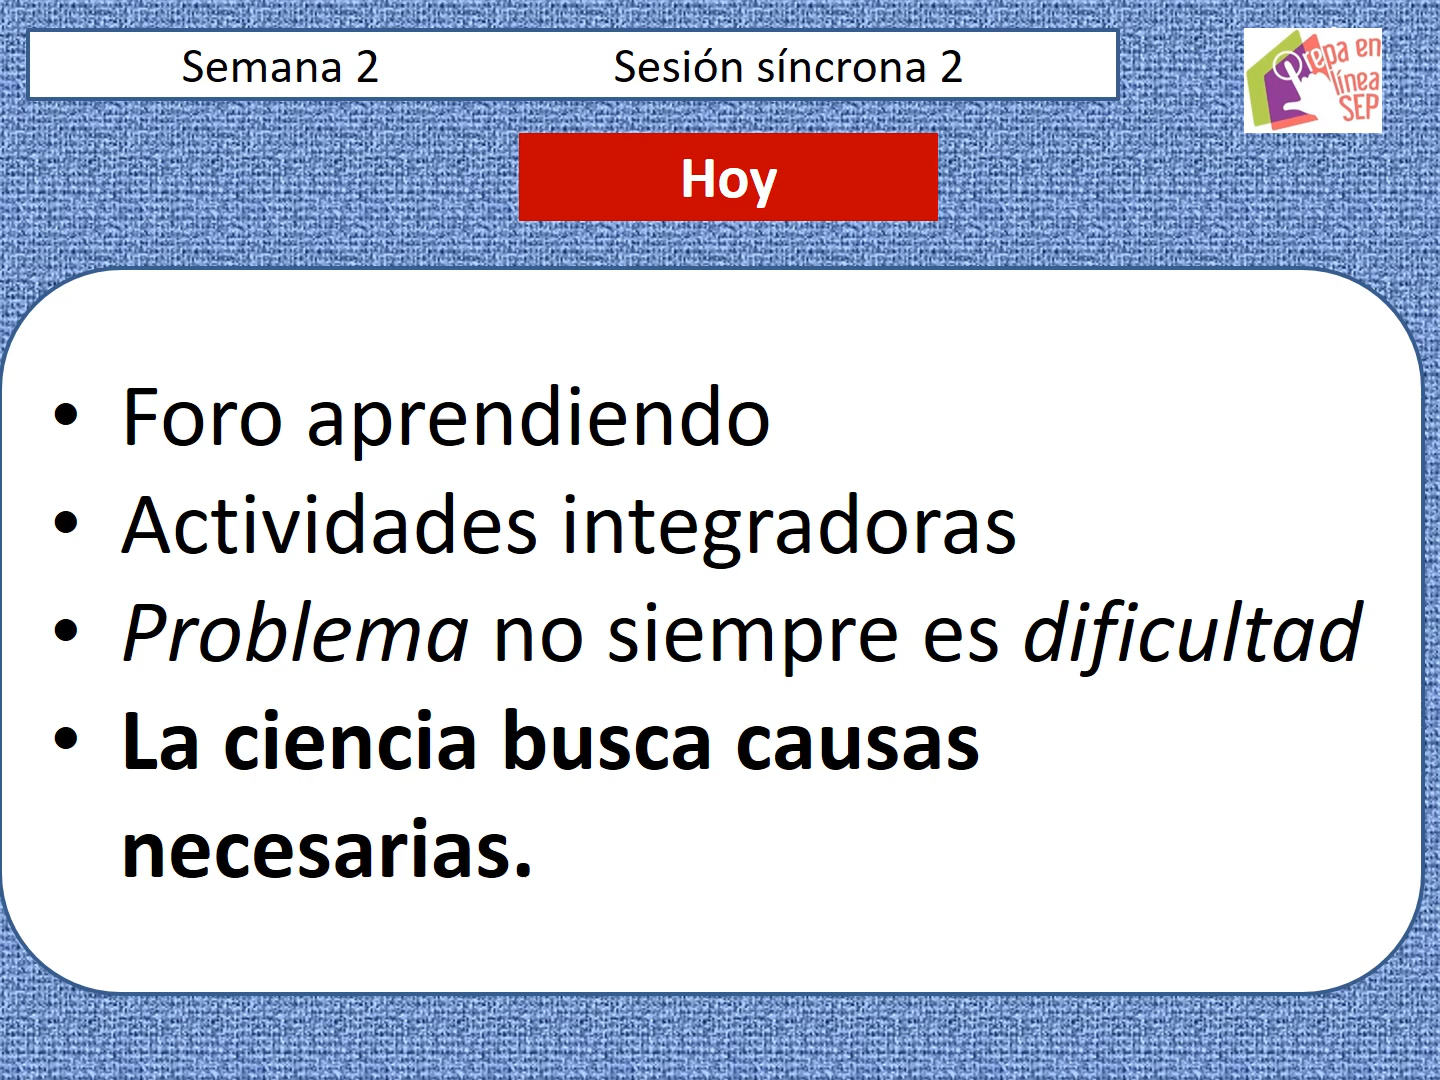 Semana 2 Sesión síncrona 2
Prepa en
línea
SEP
Hoy
• Foro aprendiendo
• Actividades integradoras
• Problema no siempre es dificultad
• La ciencia busca causas
necesarias.